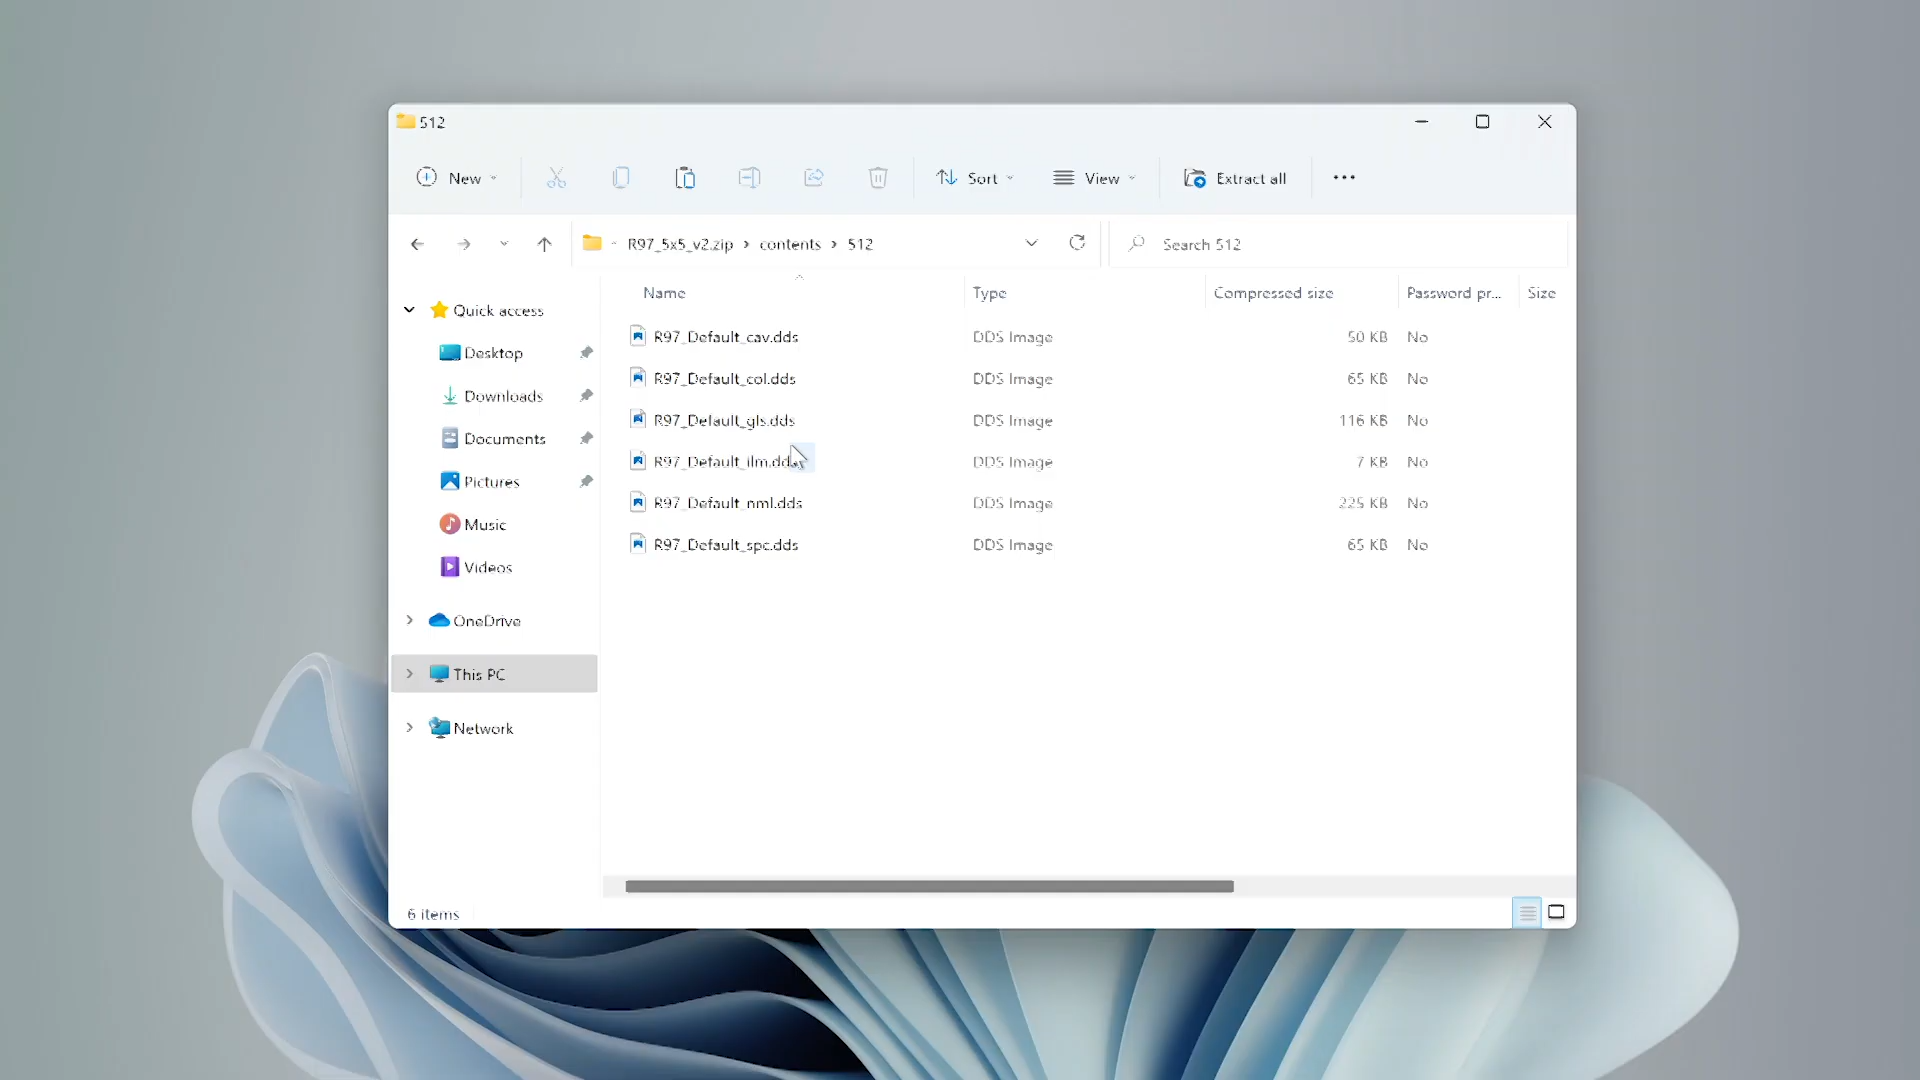 512
New Sort View Extract all
R97_5x5_v2.zip contents 512 Search 512
Name Type Compressed size Password pr... Size
Quick access
Desktop
Downloads
Documents
Pictures
Music
Videos
OneDrive
This PC
Network
R97_Default_cav.dds DDS Image 50 KB No
R97_Default_col.dds DDS Image 65 KB No
R97_Default_gls.dds DDS Image 116 KB No
R97_Default_ilm.dds DDS Image 7 KB No
R97_Default_nml.dds DDS Image 225 KB No
R97_Default_spc.dds DDS Image 65 KB No
6 items